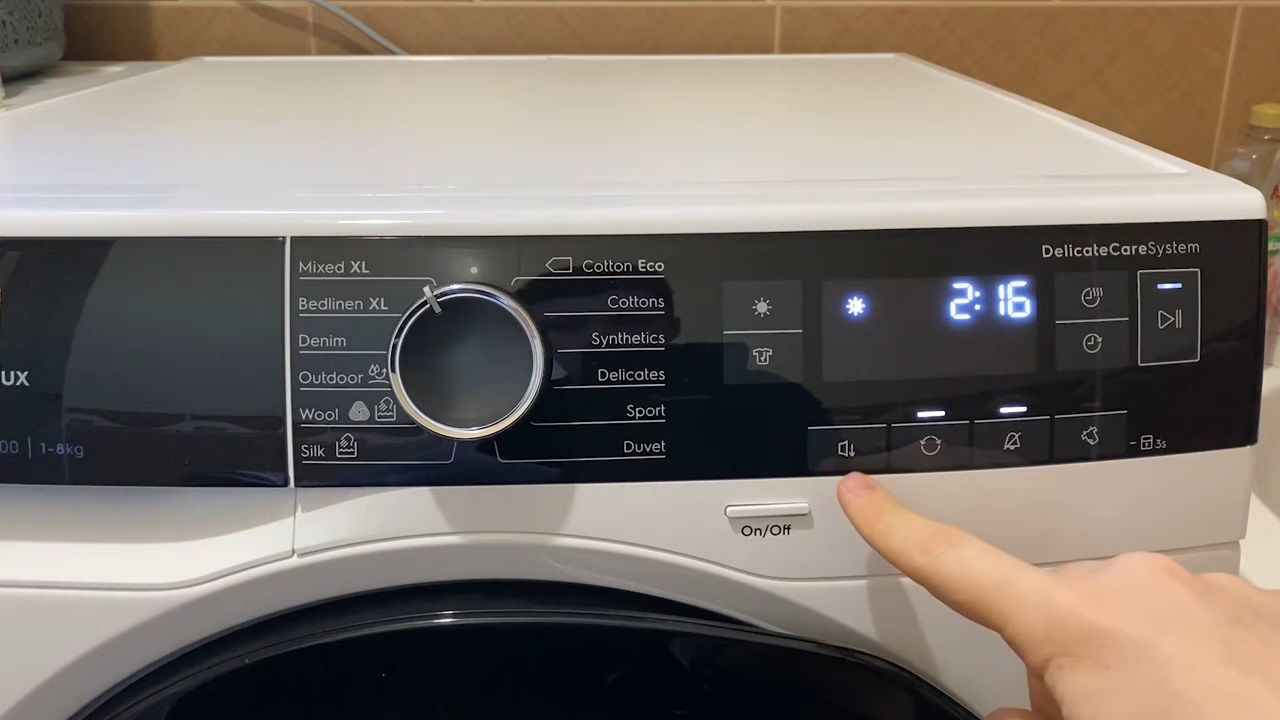 DelicateCareSystem
Mixed XL
Cotton Eco
Bedlinen XL
Cottons
2:16
Denim
Synthetics
UX
Outdoor
Delicates
Wool
Sport
00 | 1-8kg
Silk
Duvet
3s
On/Off